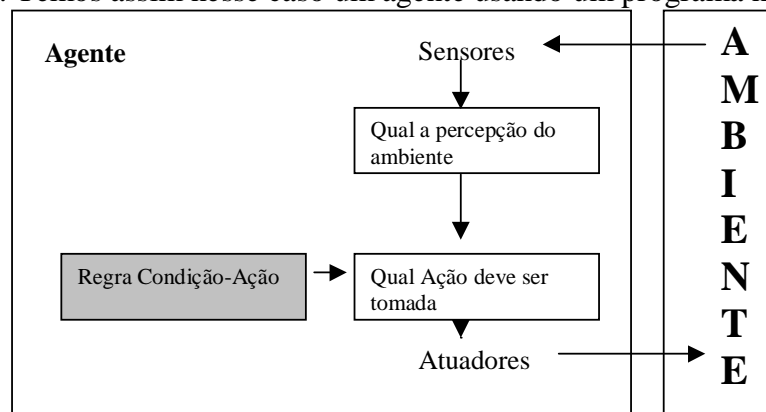 . Temos assim nesse caso um agente usando um programa
Agente
Sensores
Qual a percepção do
ambiente
Regra Condição-Ação
Qual Ação deve ser
tomada
Atuadores
A
M
B
I
E
N
T
E